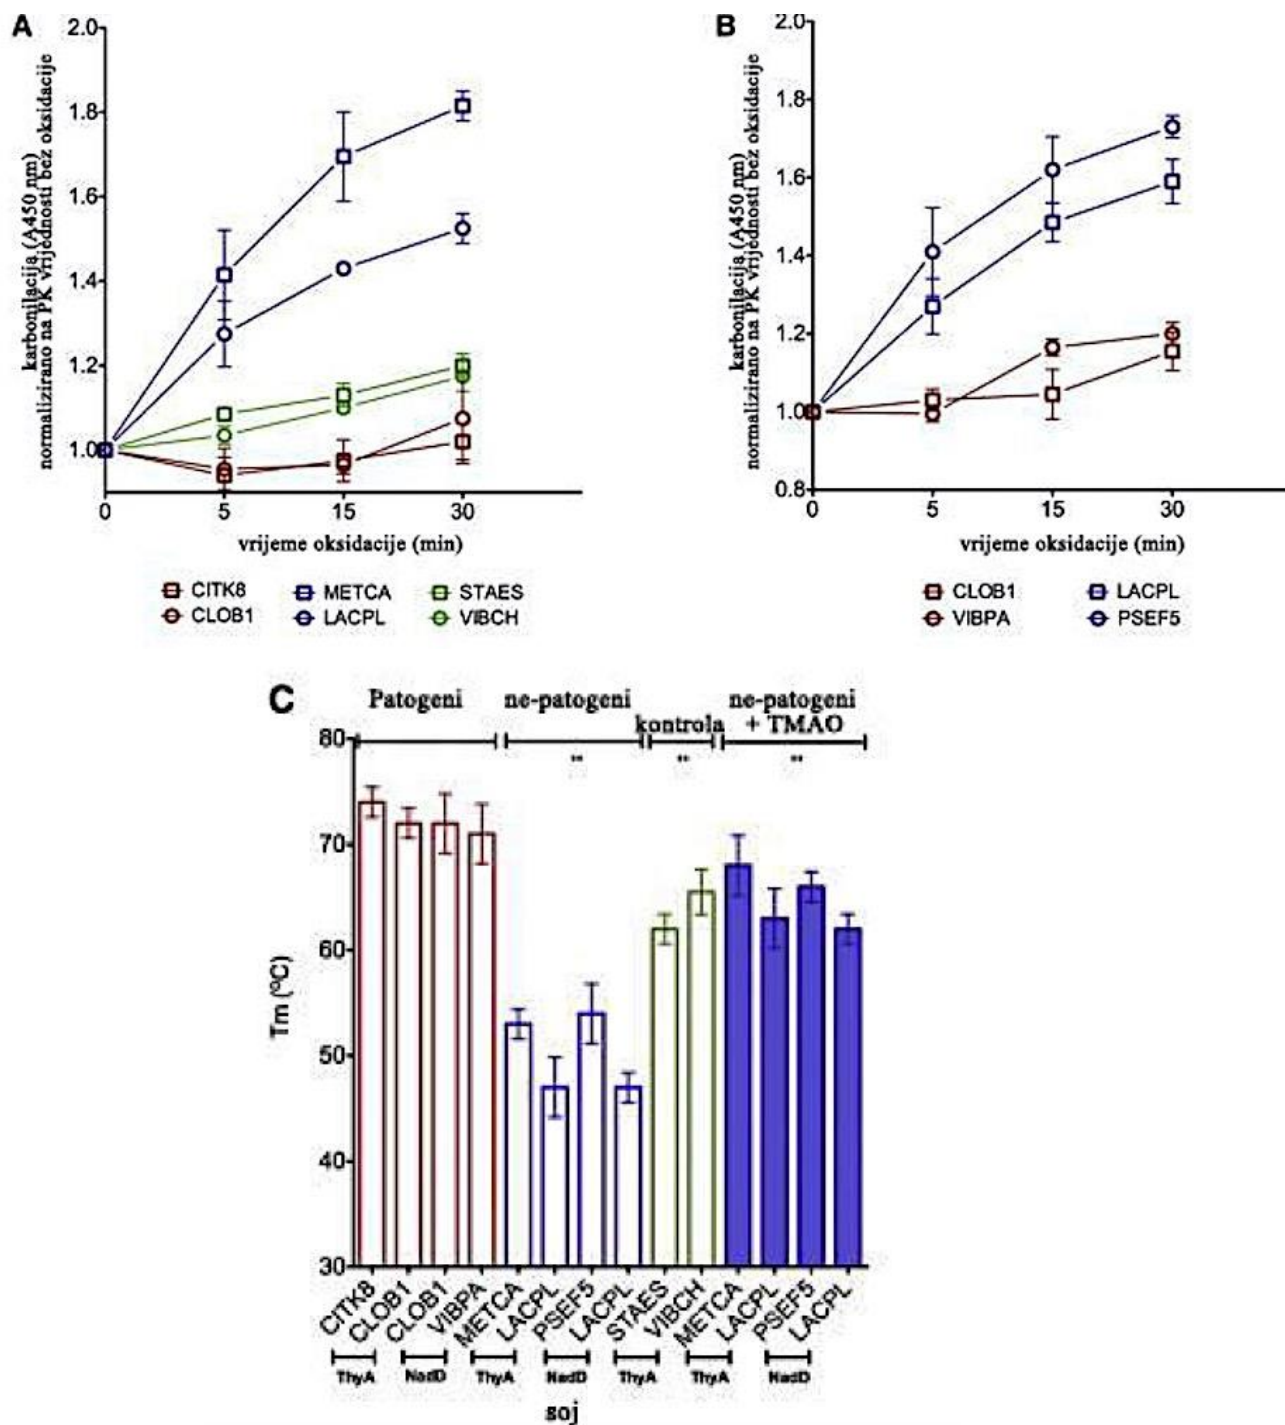 A
karbonilacija (A450 nm)
normalizirano na PK vrijednosti bez oksidacije
2.0
1.8
1.6
1.4
1.2
1.0
0 5 15 30
vrijeme oksidacije (min)
CITK8 METCA STAES
CLOB1 LACPL VIBCH
B
karbonilacija (A450 nm)
normalizirano na PK vrijednosti bez oksidacije
2.0
1.8
1.6
1.4
1.2
1.0
0.8
0 5 15 30
vrijeme oksidacije (min)
CLOB1 LACPL
VIBPA PSEF5
C
Patogeni ne-patogeni kontrola ne-patogeni
+ TMAO
** ** **
Tm (ºC)
80
70
60
50
40
30
CITK8 CLOB1 CLOB1 VIBPA METCA LACPL PSEF5 LACPL STAES VIBCH METCA LACPL PSEF5 LACPL
ThyA NadD ThyA NadD ThyA ThyA NadD
soj